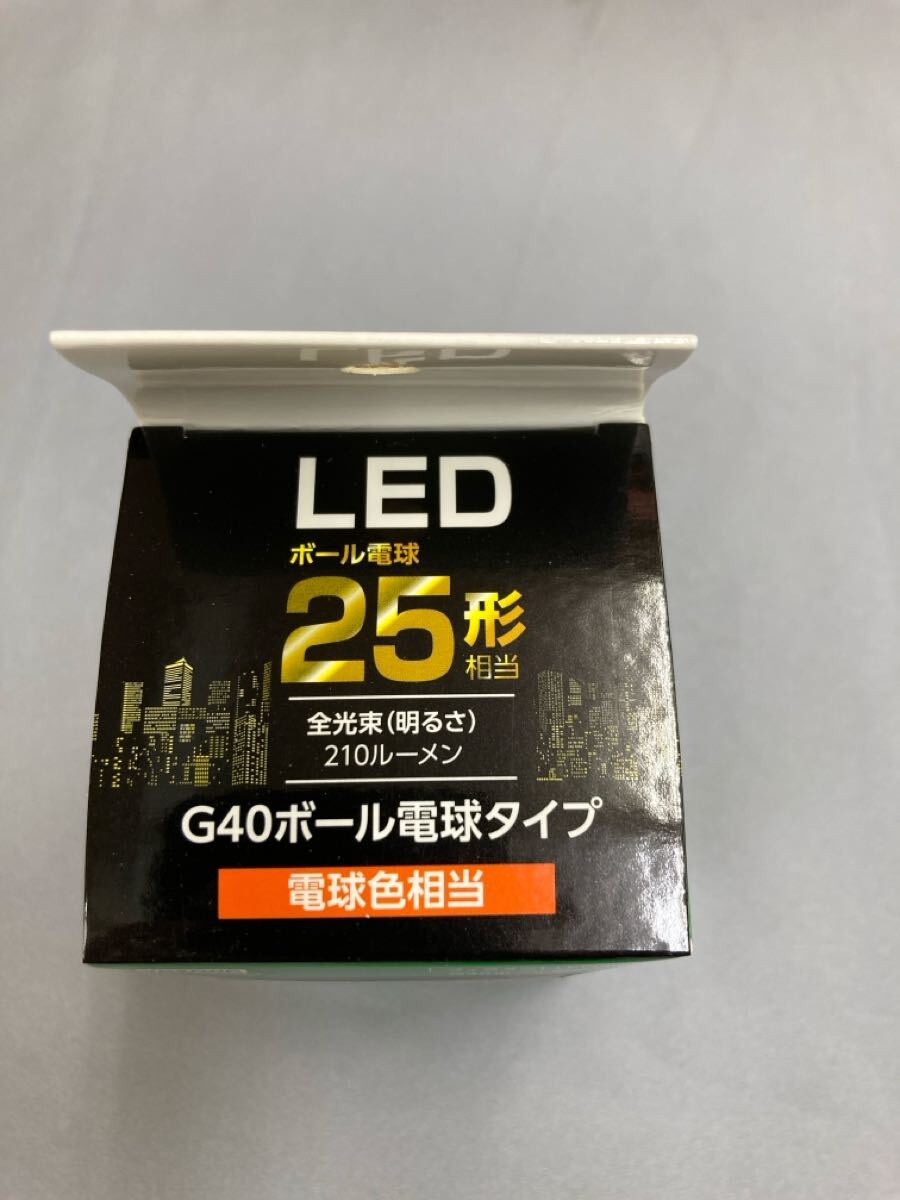 LED
ボール電球
25形
相当
全光束(明るさ)
210ルーメン
G40ボール電球タイプ
電球色相当